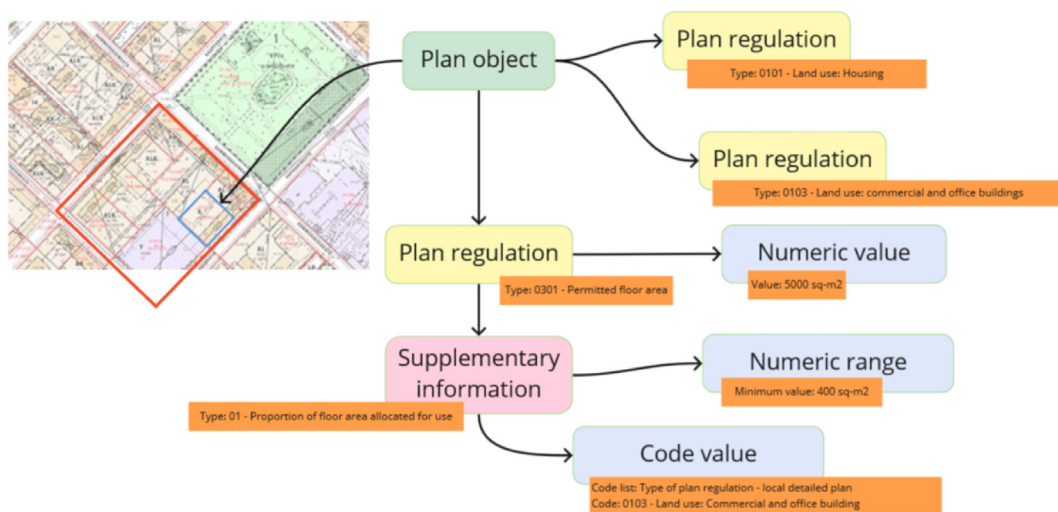 Plan object
Plan regulation
Type: 0101 - Land use: Housing
Plan regulation
Type: 0103 - Land use: commercial and office buildings
Plan regulation
Type: 0301 - Permitted floor area
Numeric value
Value: 5000 sq-m2
Supplementary
information
Type: 01 - Proportion of floor area allocated for use
Numeric range
Minimum value: 400 sq-m2
Code value
Code list: Type of plan regulation - local detailed plan
Code: 0103 - Land use: Commercial and office building